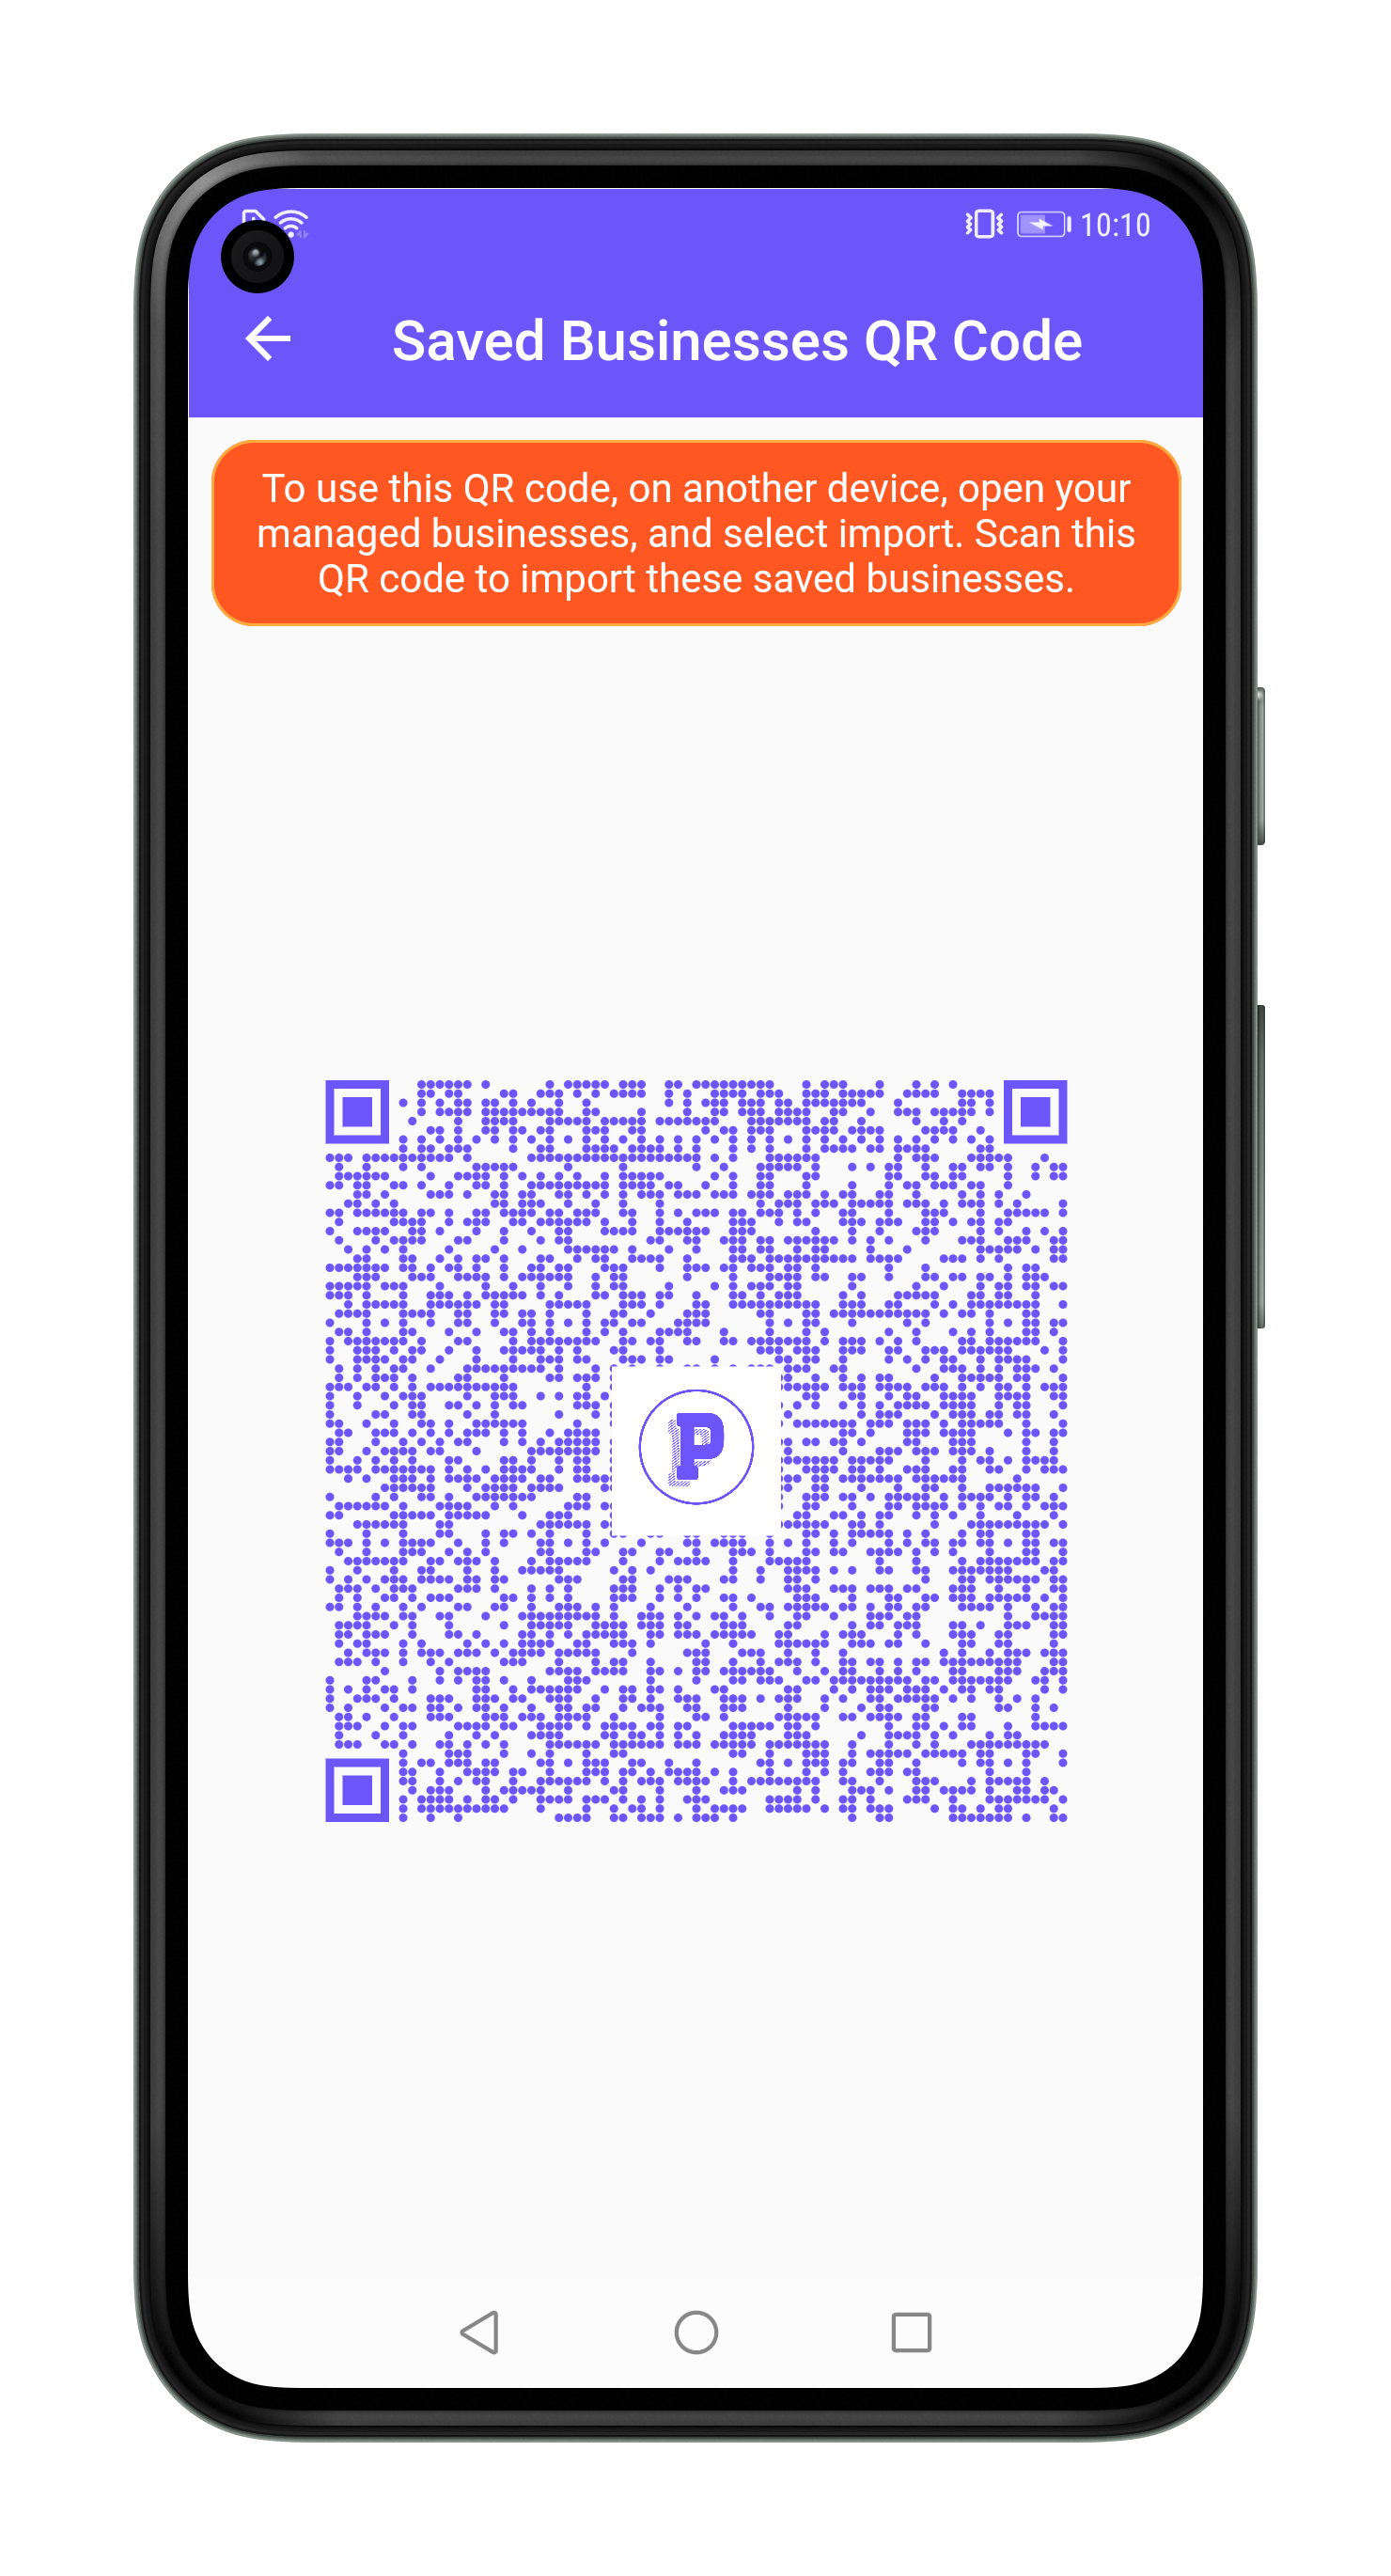 10:10
Saved Businesses QR Code
To use this QR code, on another device, open your
managed businesses, and select import. Scan this
QR code to import these saved businesses.
P